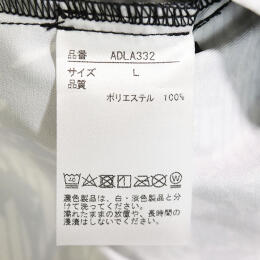 品番 ADLA332
サイズ L
品質
ポリエステル 100%
濃色製品は、白・淡色製品と分
けて洗ってください。
濡れたままの放置や、長時間の
浸漬はしないでください。